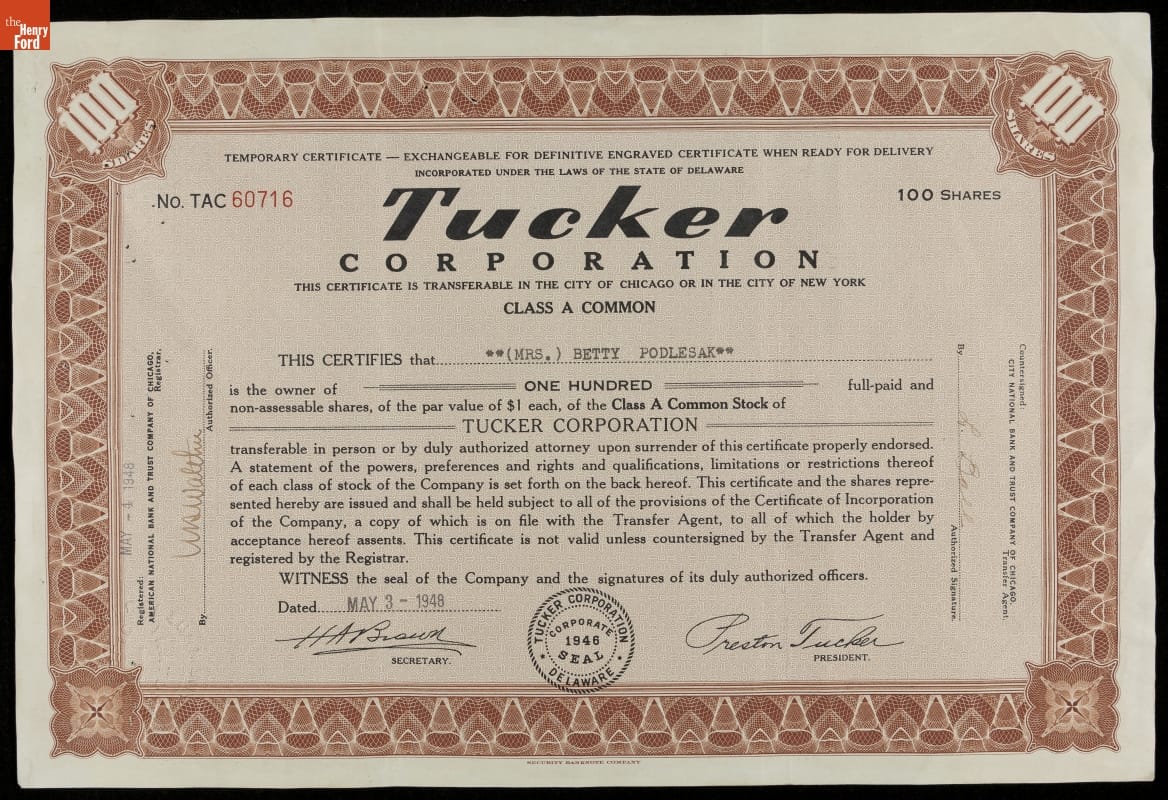 the
Henry
Ford
100
SHARES
100
SHARES
TEMPORARY CERTIFICATE — EXCHANGEABLE FOR DEFINITIVE ENGRAVED CERTIFICATE WHEN READY FOR DELIVERY
INCORPORATED UNDER THE LAWS OF THE STATE OF DELAWARE
No. TAC 60716
100 SHARES
Tucker
CORPORATION
THIS CERTIFICATE IS TRANSFERABLE IN THE CITY OF CHICAGO OR IN THE CITY OF NEW YORK
CLASS A COMMON
THIS CERTIFIES that **(MRS.) BETTY PODLESAK**
is the owner of ONE HUNDRED full-paid and
non-assessable shares, of the par value of $1 each, of the Class A Common Stock of
TUCKER CORPORATION
transferable in person or by duly authorized attorney upon surrender of this certificate properly endorsed.
A statement of the powers, preferences and rights and qualifications, limitations or restrictions thereof
of each class of stock of the Company is set forth on the back hereof. This certificate and the shares repre-
sented hereby are issued and shall be held subject to all of the provisions of the Certificate of Incorporation
of the Company, a copy of which is on file with the Transfer Agent, to all of which the holder by
acceptance hereof assents. This certificate is not valid unless countersigned by the Transfer Agent and
registered by the Registrar.
WITNESS the seal of the Company and the signatures of its duly authorized officers.
Dated MAY 3 - 1948
H A Brown
SECRETARY.
TUCKER CORPORATION
CORPORATE
1946
SEAL
DELAWARE
Preston Tucker
PRESIDENT.
MAY - 4 1948
Registered:
AMERICAN NATIONAL BANK AND TRUST COMPANY OF CHICAGO,
Registrar.
By
Authorized Officer.
Countersigned:
CITY NATIONAL BANK AND TRUST COMPANY OF CHICAGO,
Transfer Agent.
By
Authorized Signature.
SECURITY BANKNOTE COMPANY